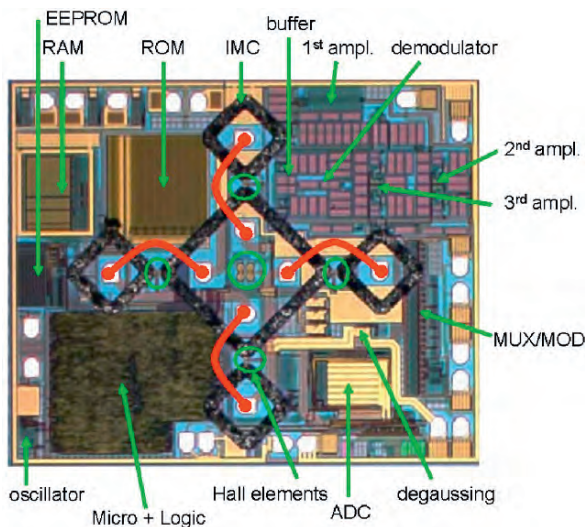 EEPROM
buffer
RAM
ROM
IMC
1st ampl.
demodulator
2nd ampl.
3rd ampl.
MUX/MOD
oscillator
Micro + Logic
Hall elements
ADC
degaussing